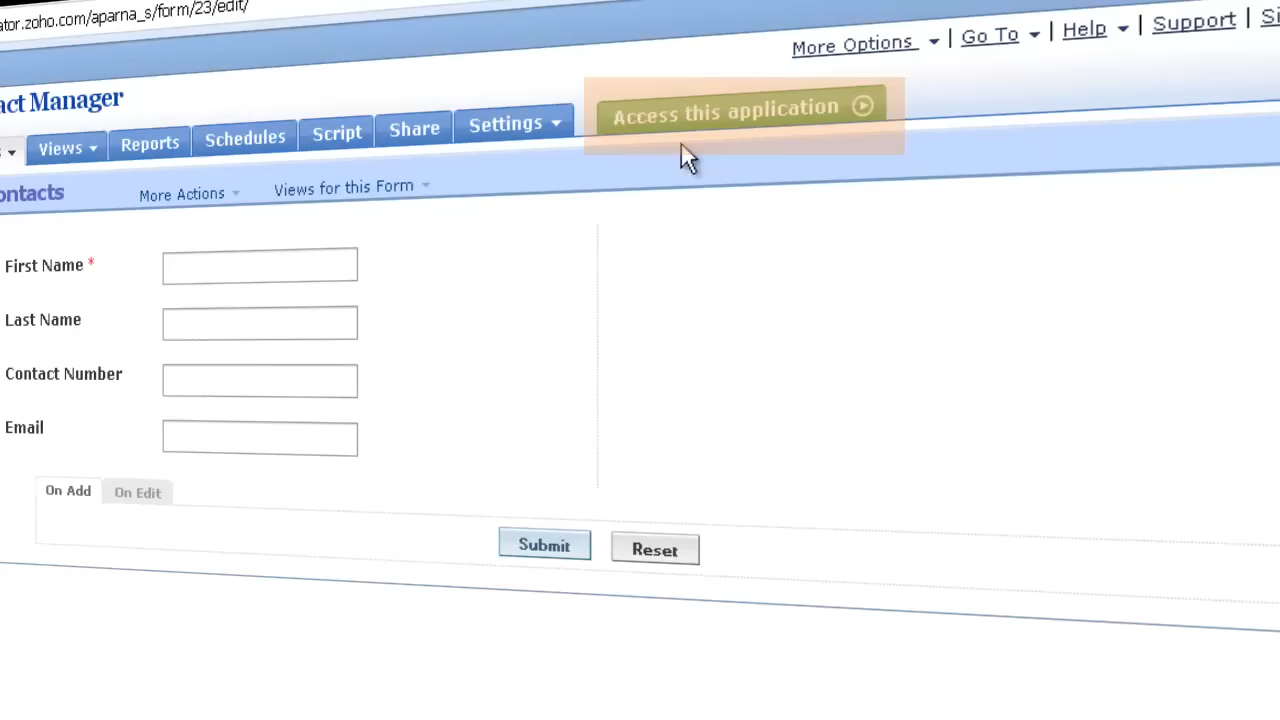 ator.zoho.com/aparna_s/form/23/edit/
More Options | Go To | Help | Support | Si
act Manager
s Views Reports Schedules Script Share Settings Access this application
ontacts More Actions Views for this Form
First Name *
Last Name
Contact Number
Email
On Add On Edit
Submit Reset